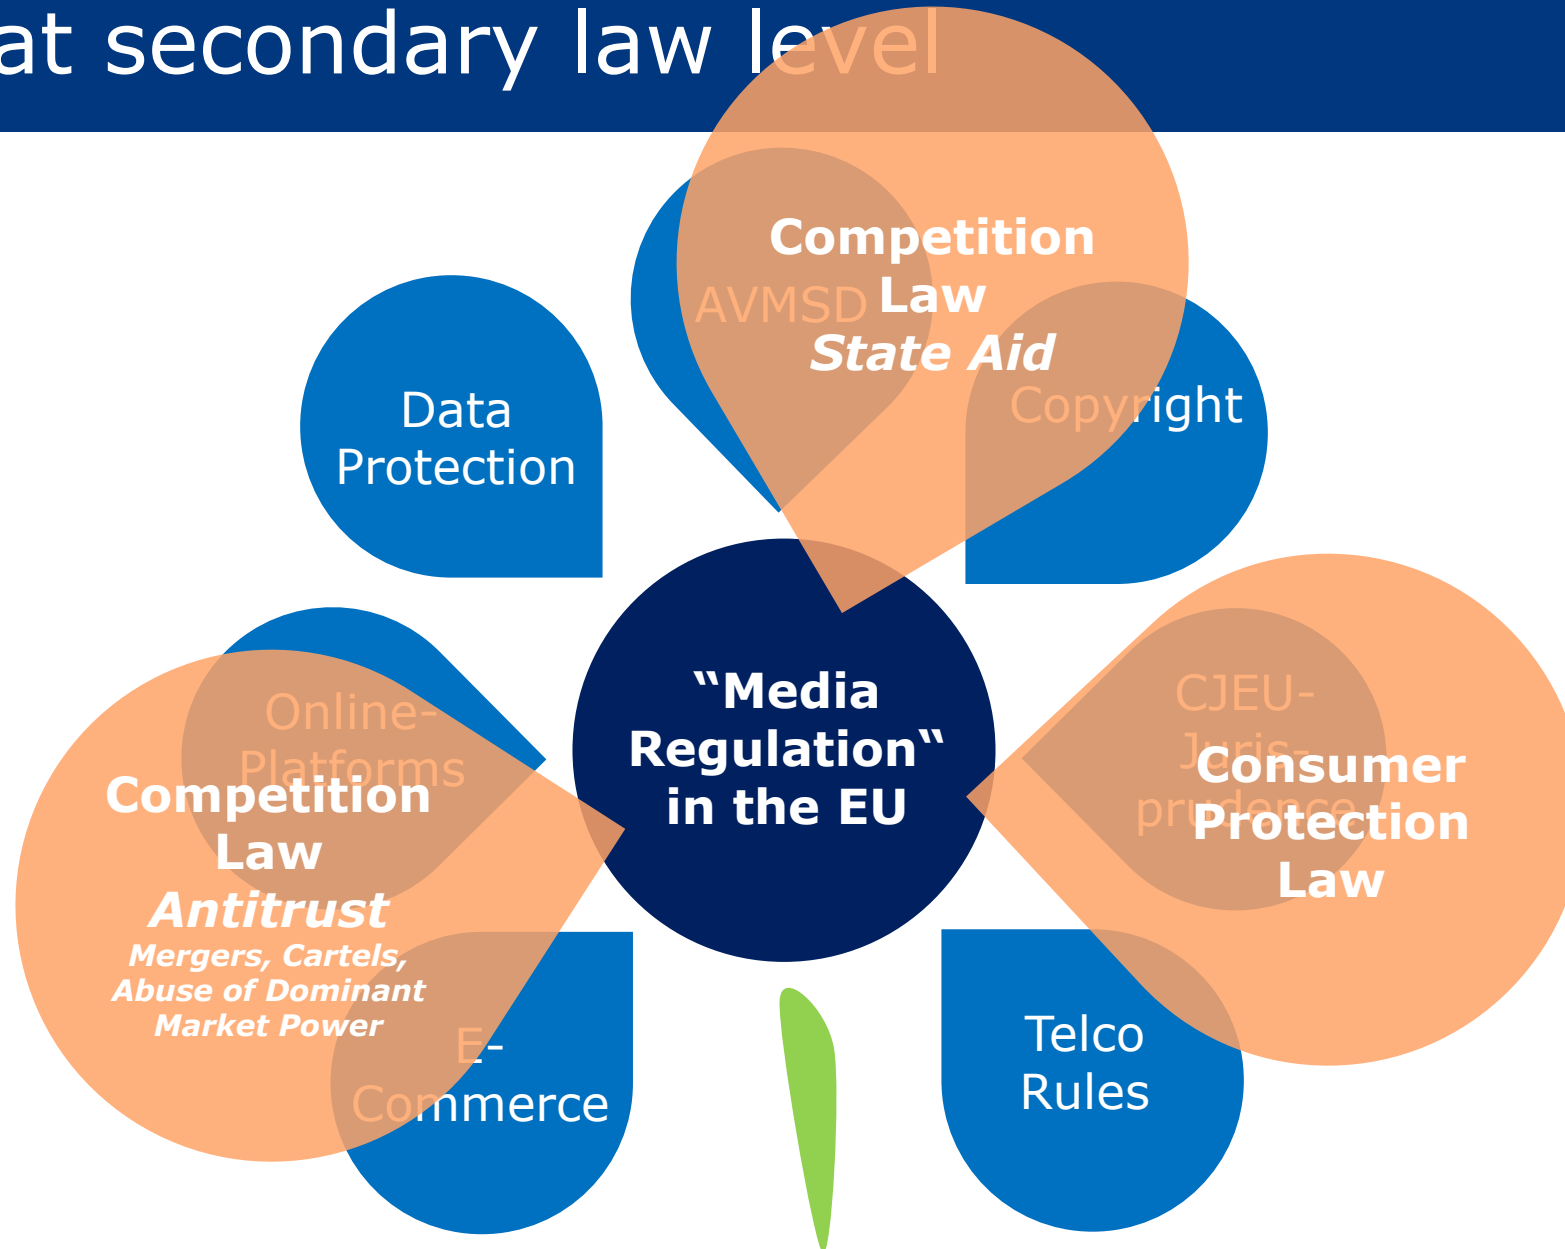 at secondary law level
Competition
Law
State Aid
AVMSD
Copyright
Data
Protection
"Media
Regulation"
in the EU
Online-
Platforms
Competition
Law
Antitrust
Mergers, Cartels,
Abuse of Dominant
Market Power
CJEU-
Juris-
prudence
Consumer
Protection
Law
E-
Commerce
Telco
Rules